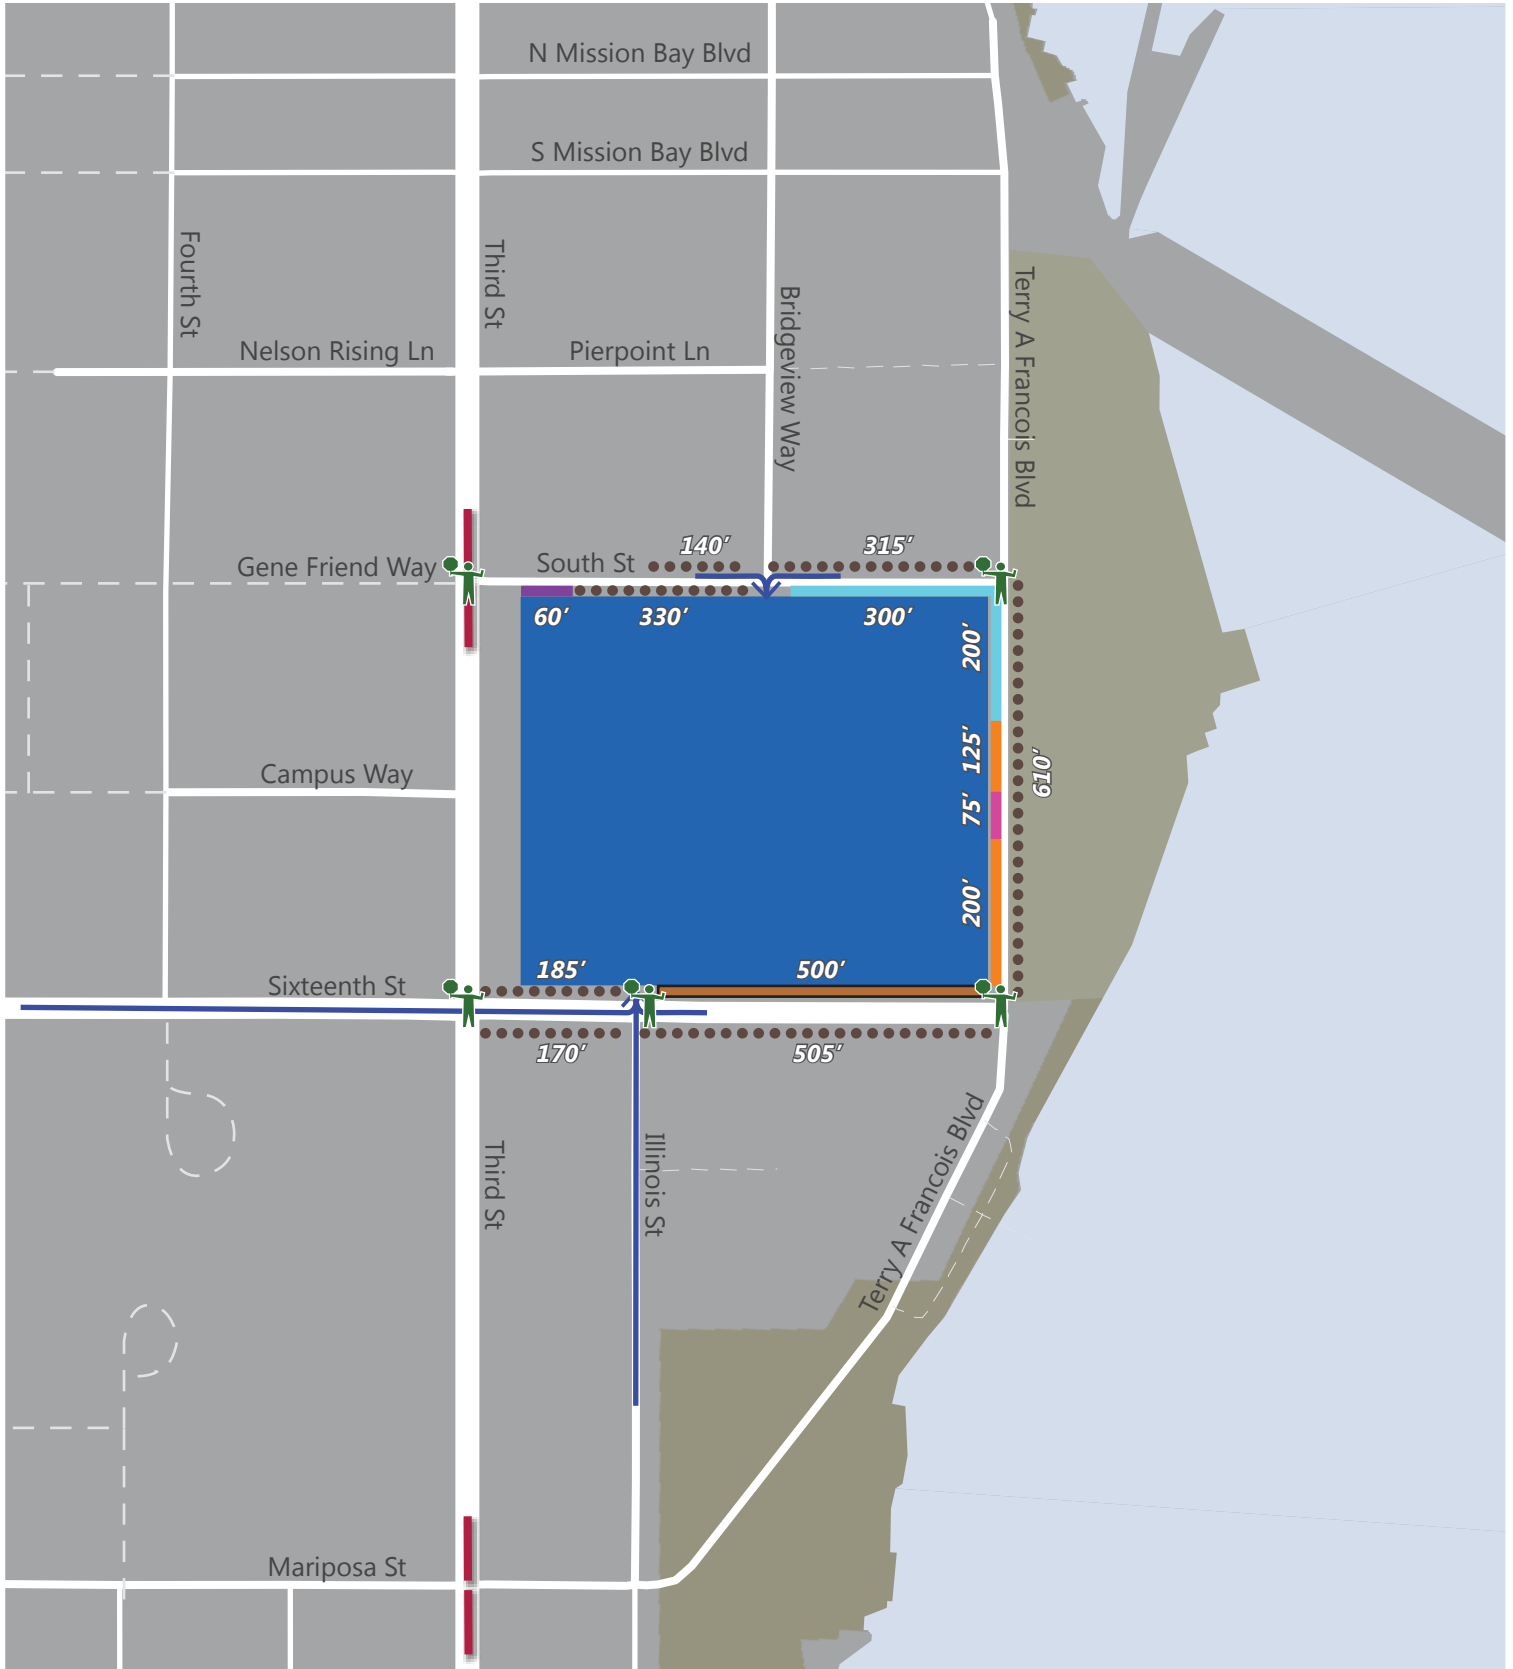 N Mission Bay Blvd
S Mission Bay Blvd
Fourth St
Third St
Bridgeview Way
Terry A Francois Blvd
Nelson Rising Ln
Pierpoint Ln
140’
315’
Gene Friend Way
South St
60’
330’
300’
200’
125’
75’
200’
610’
Campus Way
185’
500’
Sixteenth St
170’
505’
Third St
Illinois St
Terry A Francois Blvd
Mariposa St